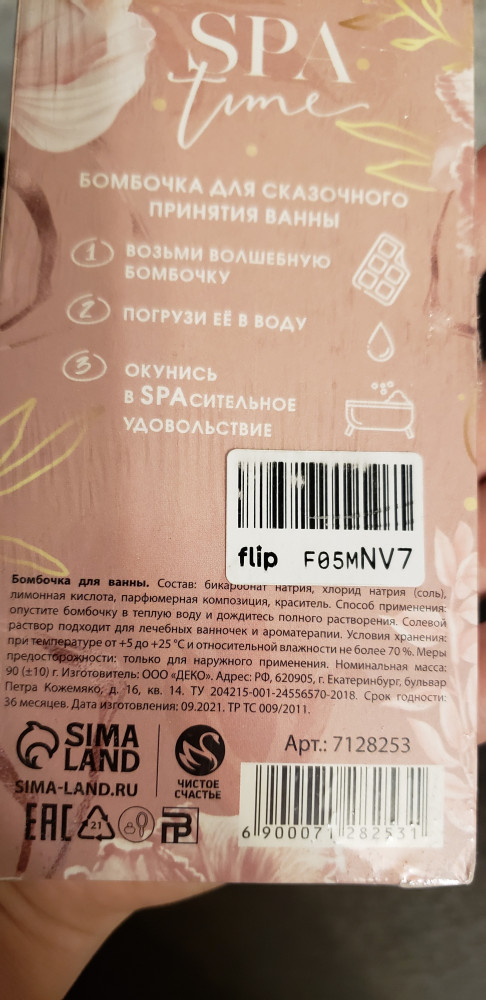 SPA
time
БОМБОЧКА ДЛЯ СКАЗОЧНОГО
ПРИНЯТИЯ ВАННЫ
1 ВОЗЬМИ ВОЛШЕБНУЮ
БОМБОЧКУ
2 ПОГРУЗИ ЕЁ В ВОДУ
3 ОКУНИСЬ
В SPAСИТЕЛЬНОЕ
УДОВОЛЬСТВИЕ
flip F05MNV7
Бомбочка для ванны. Состав: бикарбонат натрия, хлорид натрия (соль),
лимонная кислота, парфюмерная композиция, краситель. Способ применения:
опустите бомбочку в теплую воду и дождитесь полного растворения. Солевой
раствор подходит для лечебных ванночек и ароматерапии. Условия хранения:
при температуре от +5 до +25 °С и относительной влажности не более 70 %. Меры
предосторожности: только для наружного применения. Номинальная масса:
90 (±10) г. Изготовитель: ООО «ДЕКО». Адрес: РФ, 620905, г. Екатеринбург, бульвар
Петра Кожемяко, д. 16, кв. 14. ТУ 204215-001-24556570-2018. Срок годности:
36 месяцев. Дата изготовления: 09.2021. ТР ТС 009/2011.
SIMA
LAND
SIMA-LAND.RU
ЧИСТОЕ
СЧАСТЬЕ
Арт.: 7128253
6 900071 282531
EAC
21